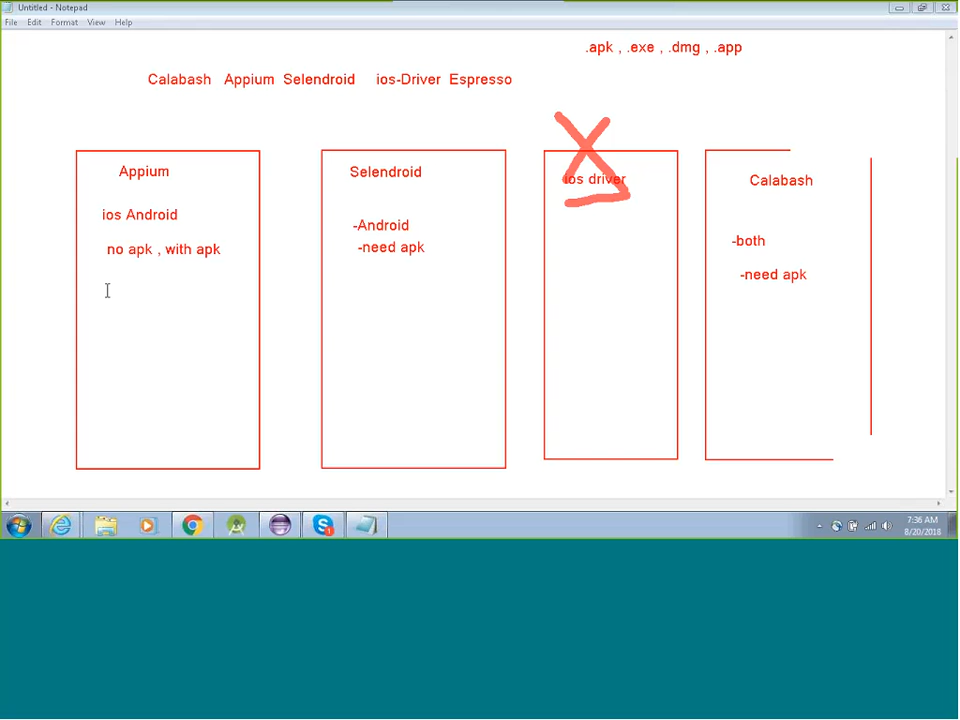 Untitled - Notepad
File Edit Format View Help
.apk , .exe , .dmg , .app
Calabash Appium Selendroid ios-Driver Espresso
Appium
ios Android
no apk , with apk
Selendroid
-Android
-need apk
ios driver
Calabash
-both
-need apk
7:36 AM
8/20/2018